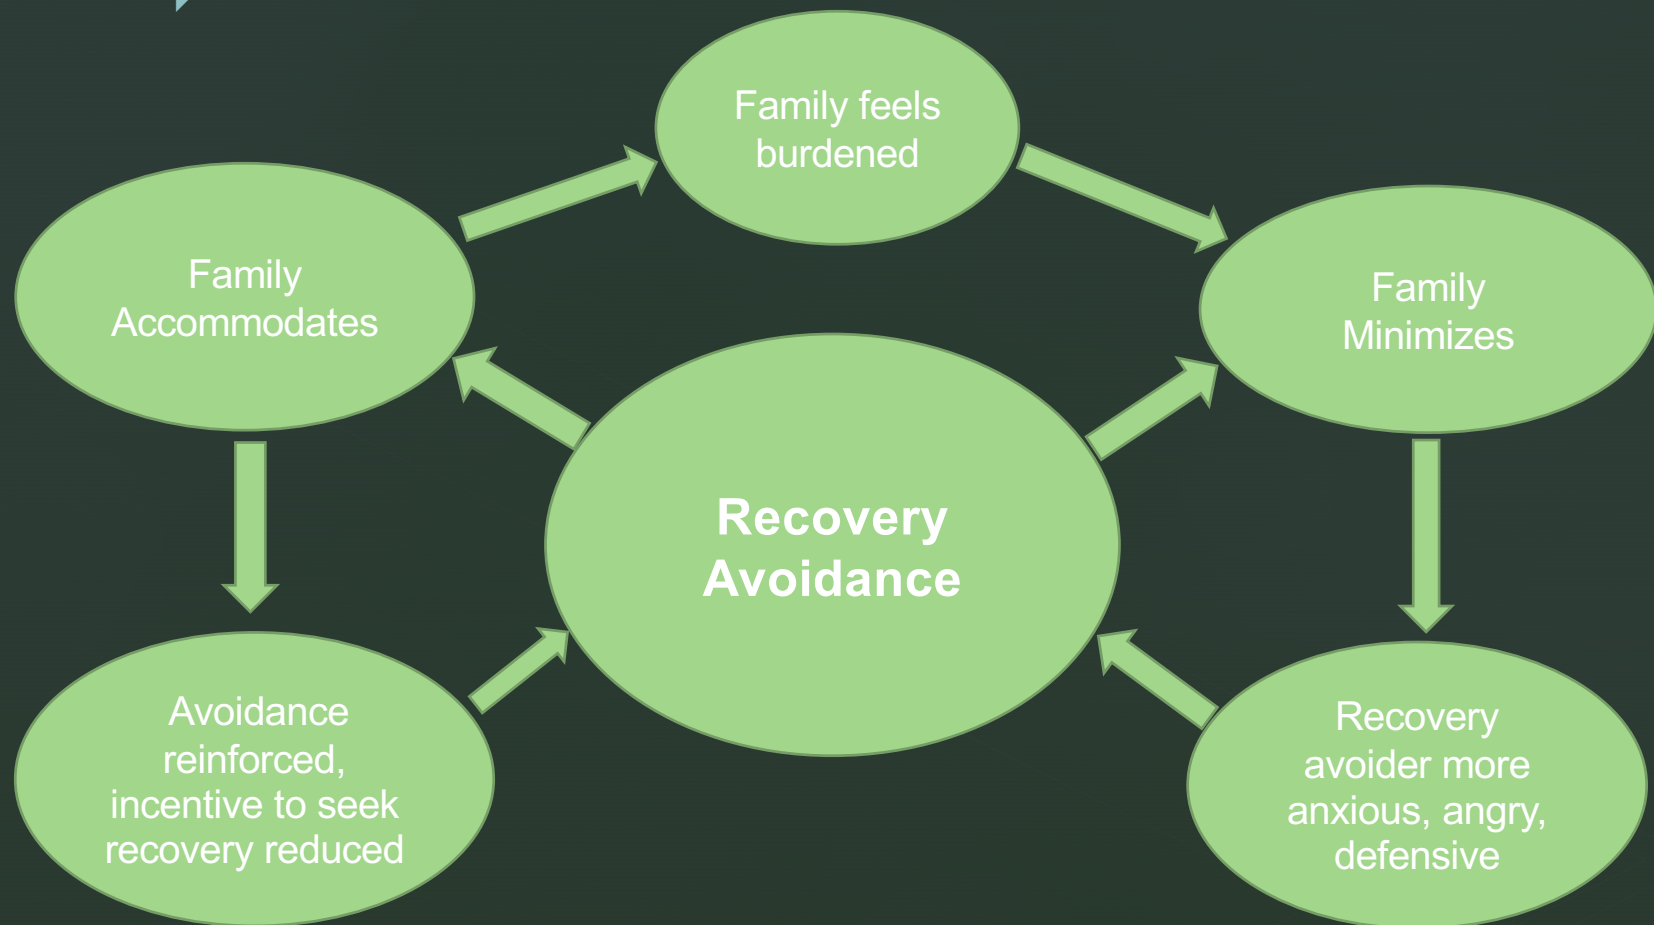 Family feels
burdened
Family
Accommodates
Family
Minimizes
Recovery
Avoidance
Avoidance
reinforced,
incentive to seek
recovery reduced
Recovery
avoider more
anxious, angry,
defensive